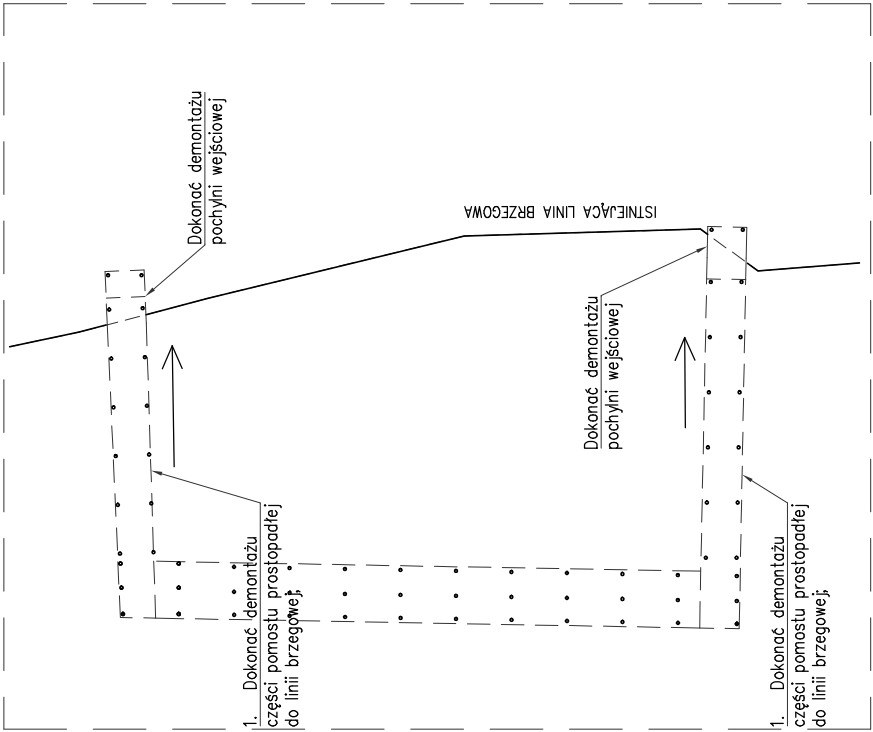 Dokonać demontażu
pochylni wejściowej
ISTNIEJĄCA LINIA BRZEGOWA
Dokonać demontażu
pochylni wejściowej
1. Dokonać demontażu
części pomostu prostopadłej
do linii brzegowej;
1. Dokonać demontażu
części pomostu prostopadłej
do linii brzegowej;